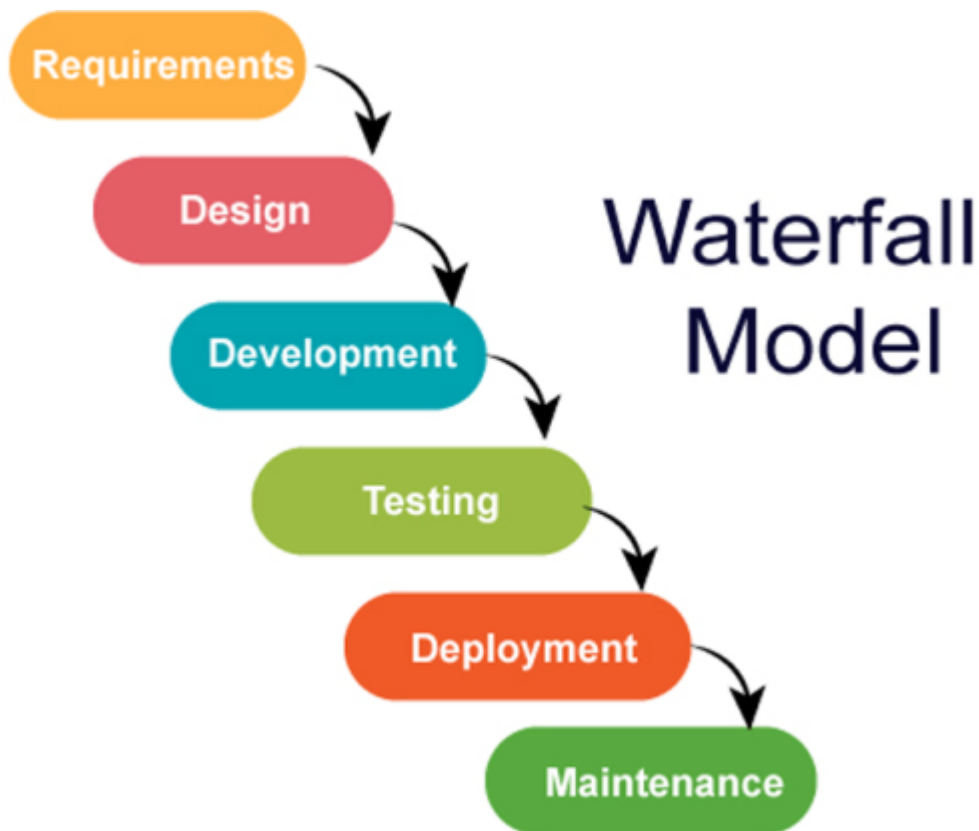 Requirements
Design
Waterfall
Model
Development
Testing
Deployment
Maintenance